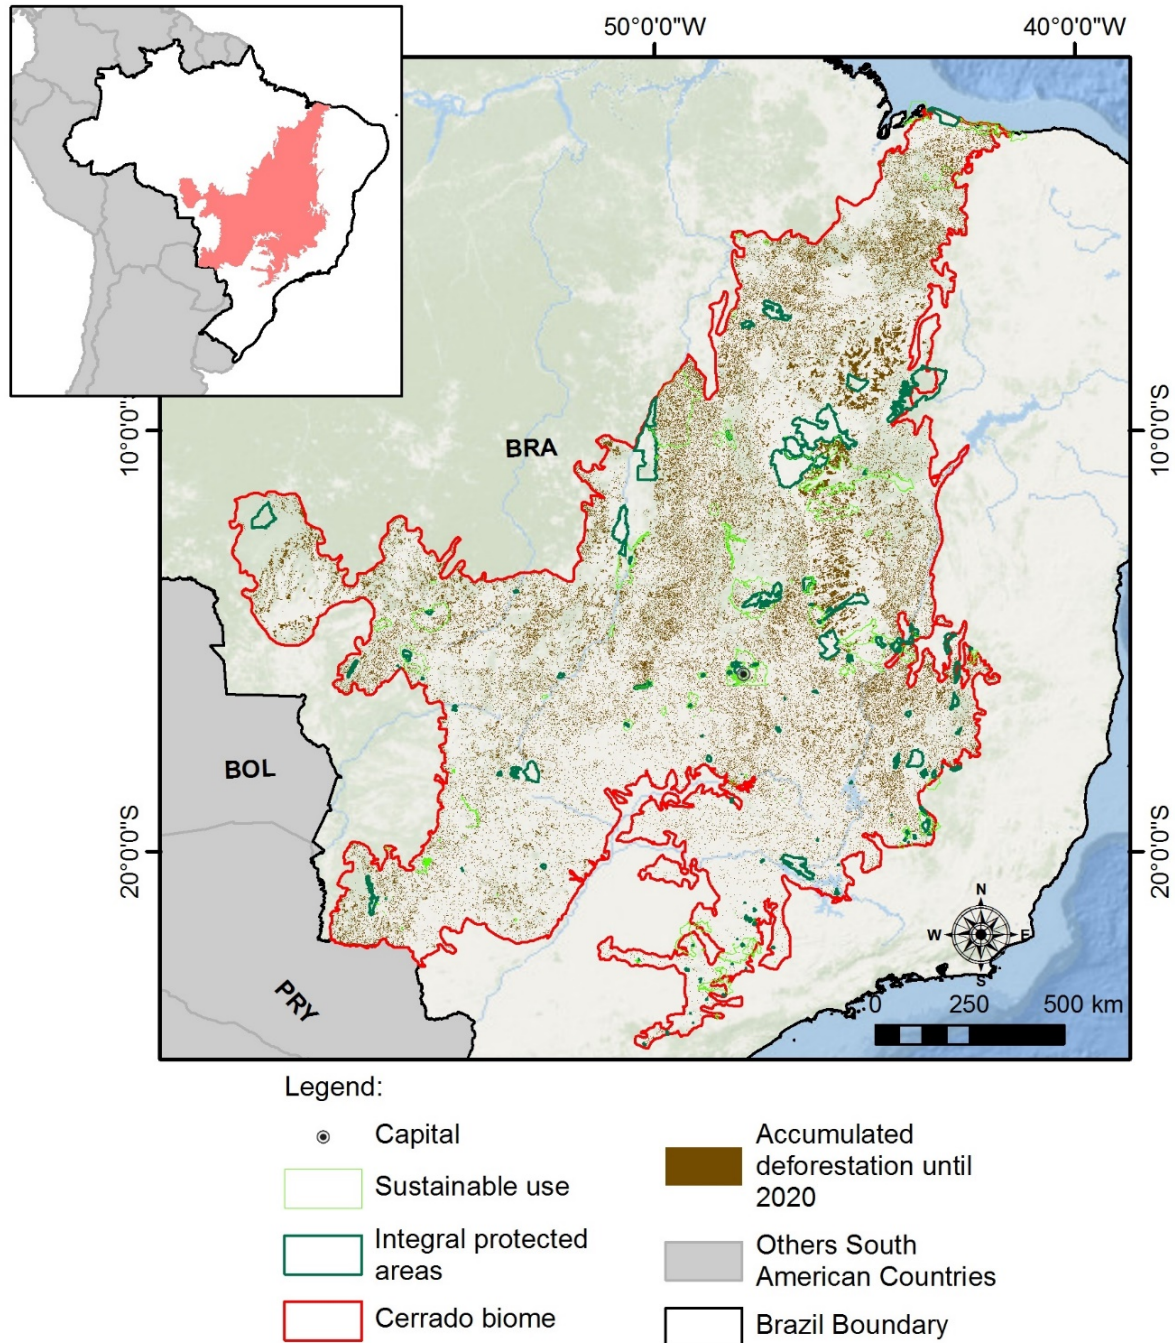 50°0'0"W
40°0'0"W
10°0'0"S
10°0'0"S
BRA
BOL
20°0'0"S
20°0'0"S
PRY
N
W
E
S
0
250
500 km
Legend:
Capital
Sustainable use
Integral protected
areas
Cerrado biome
Accumulated
deforestation until
2020
Others South
American Countries
Brazil Boundary